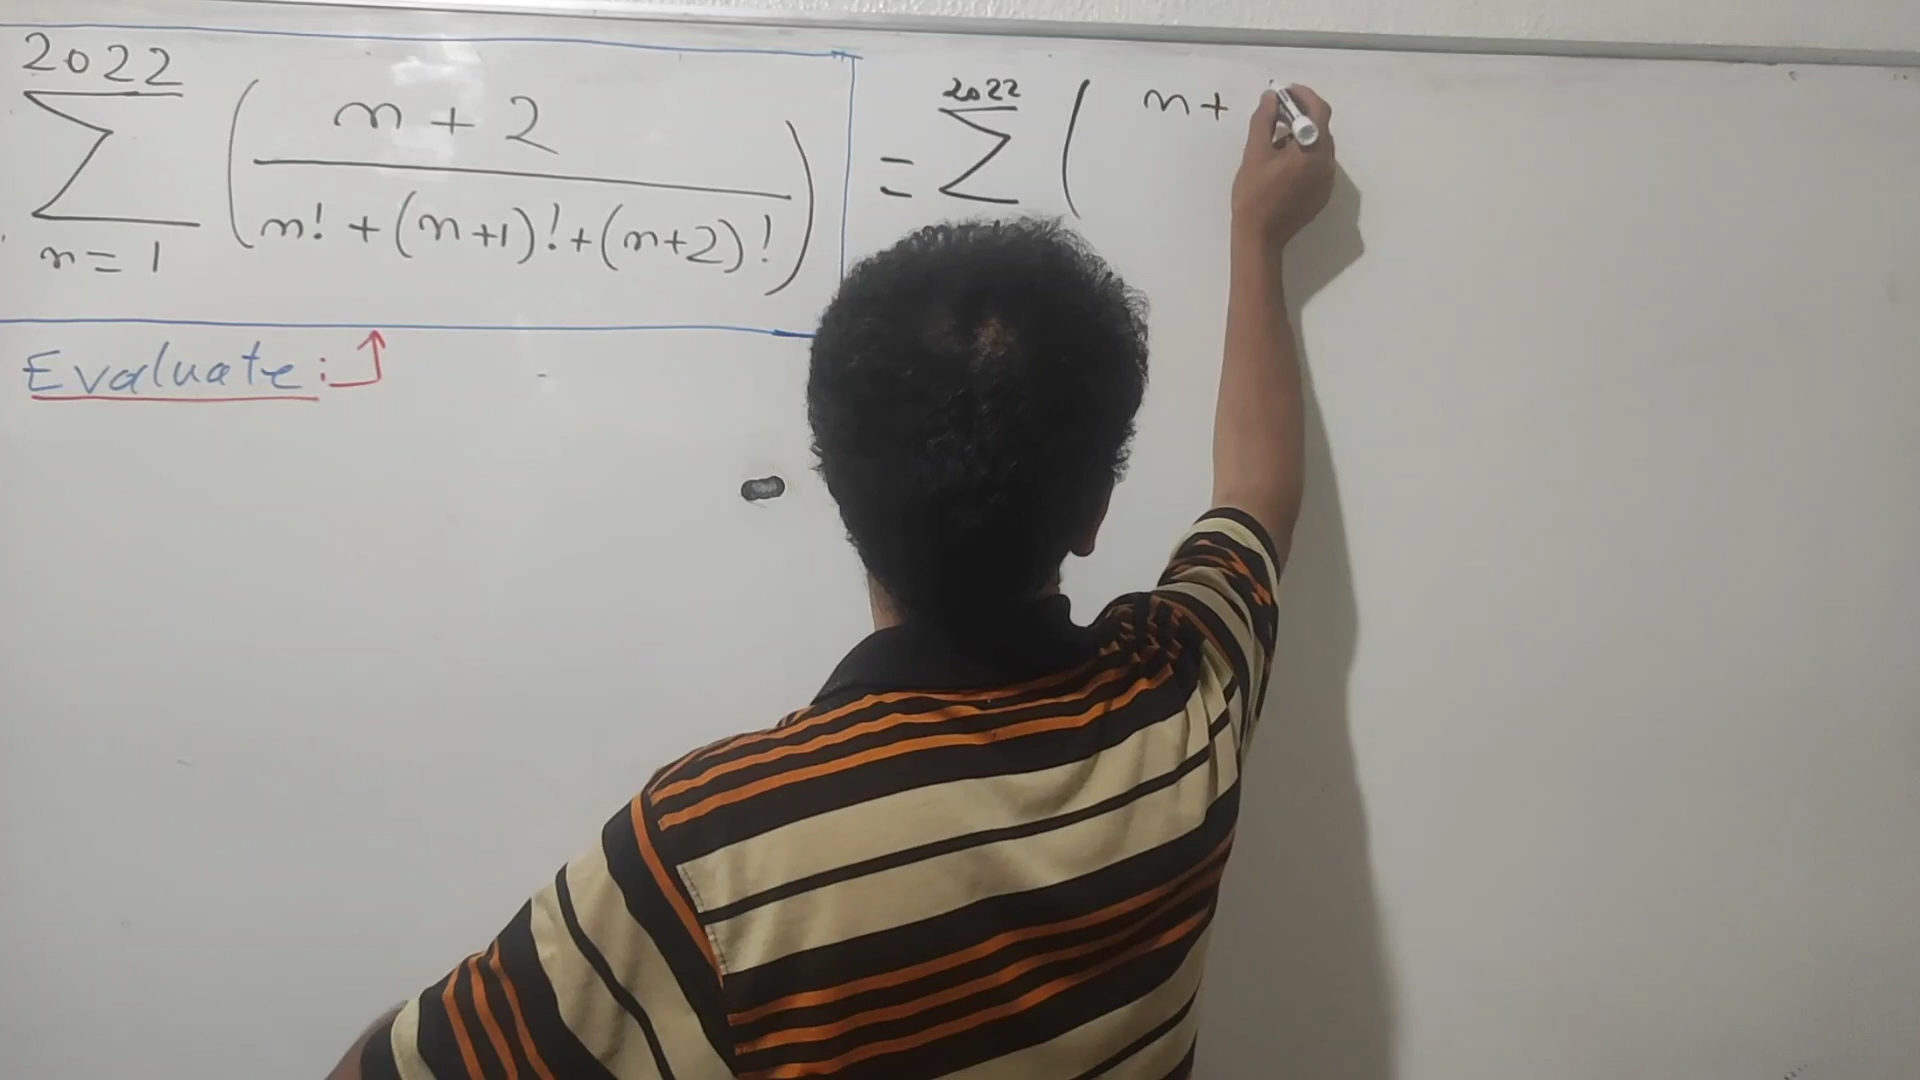 2022
∑ ( n + 2 / n! + (n+1)! + (n+2)! ) = 2022 ∑ ( n +
n = 1
Evaluate :